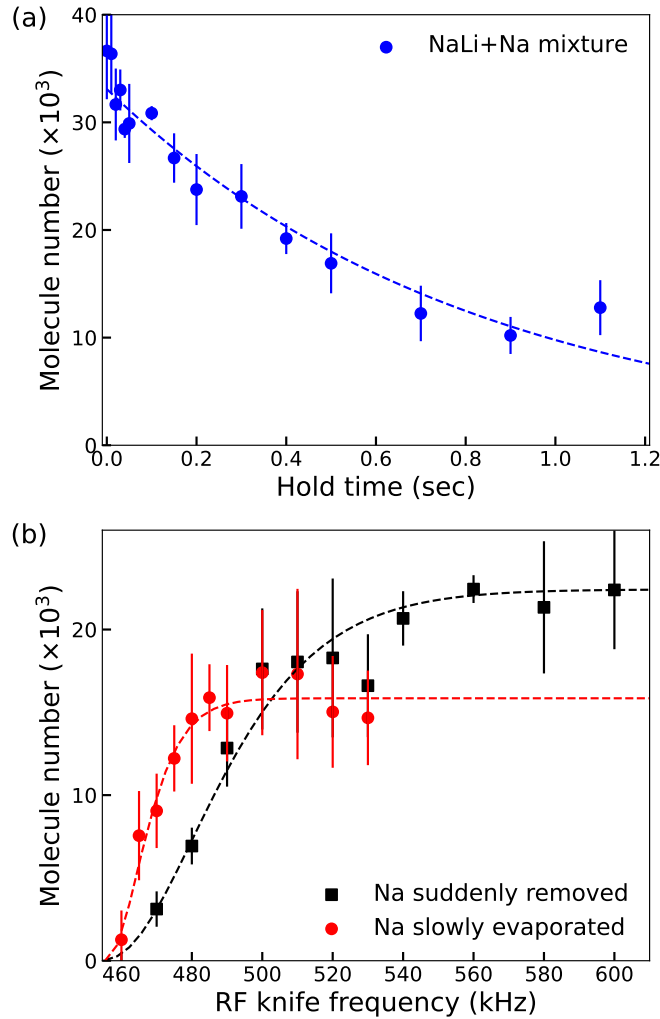 (a)
40
30
20
10
0
Molecule number (×10³)
NaLi+Na mixture
0.0 0.2 0.4 0.6 0.8 1.0 1.2
Hold time (sec)
(b)
20
10
0
Molecule number (×10³)
Na suddenly removed
Na slowly evaporated
460 480 500 520 540 560 580 600
RF knife frequency (kHz)